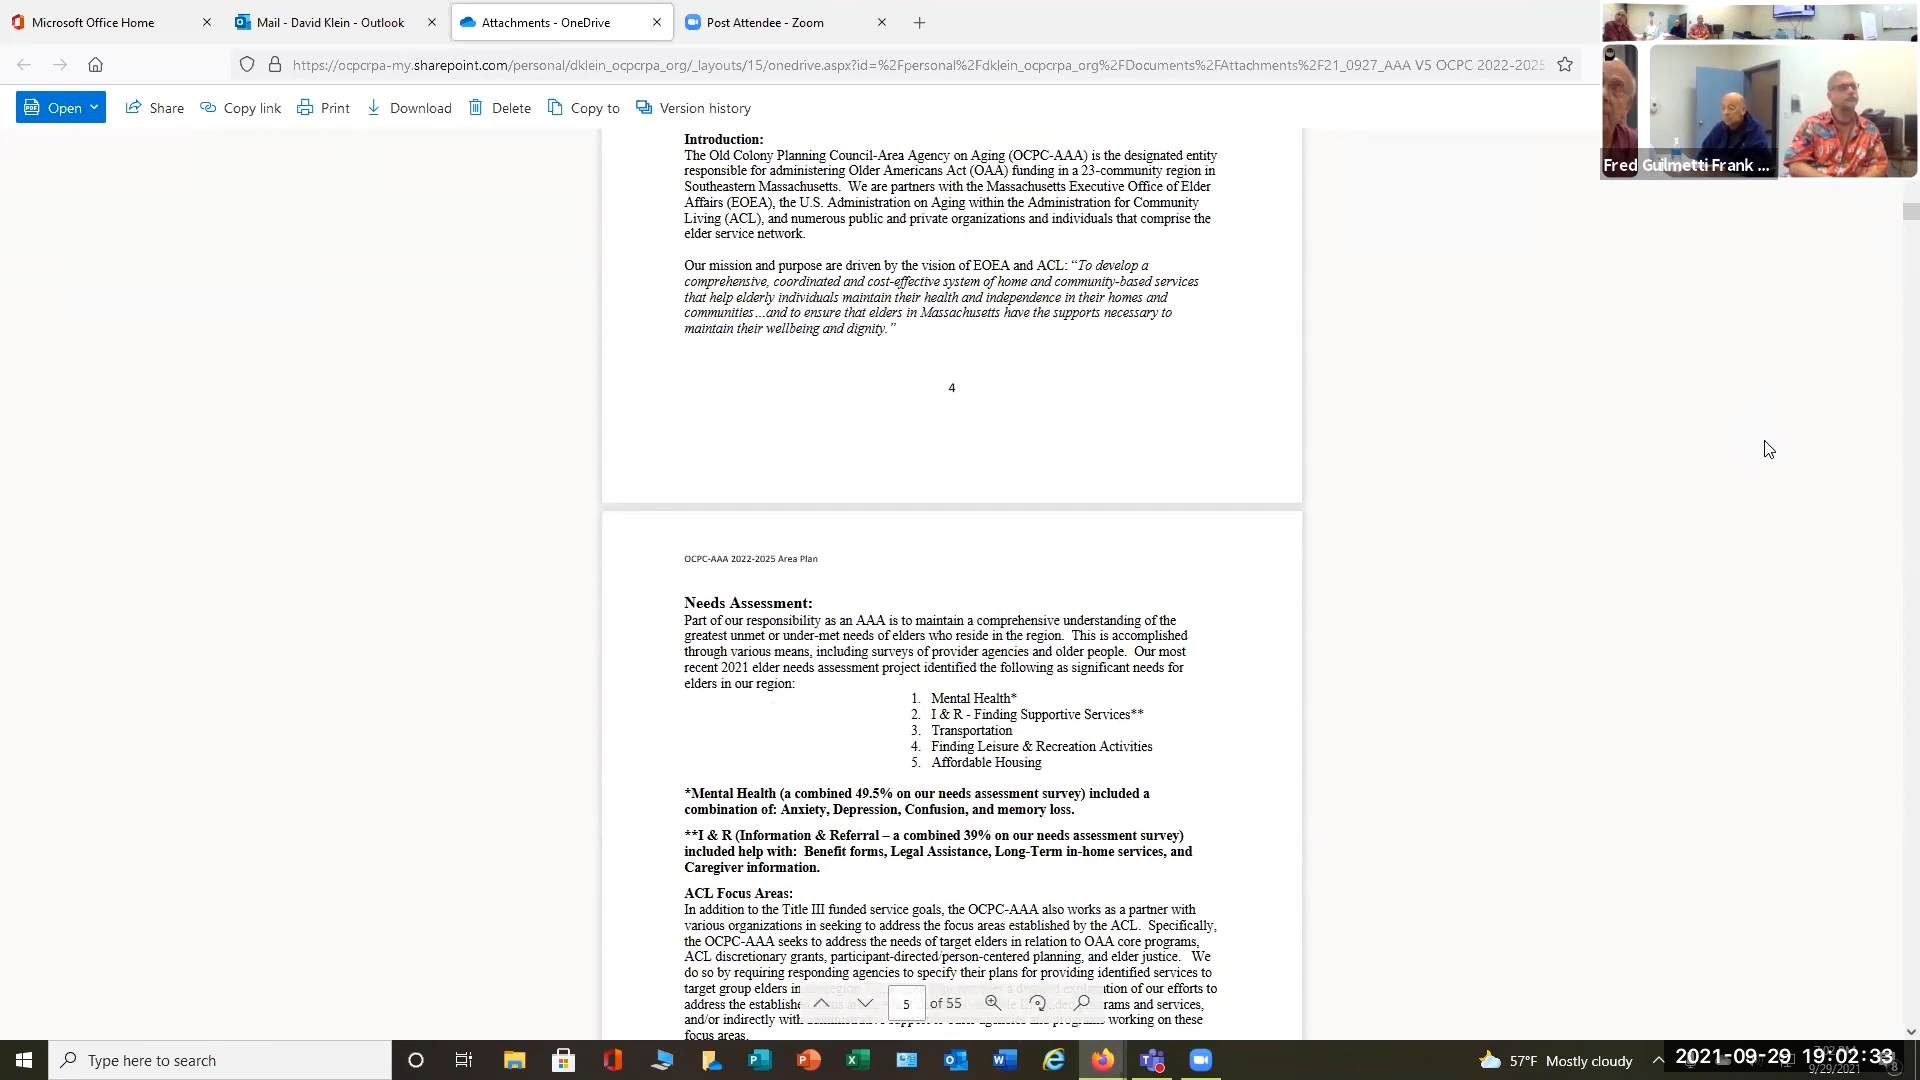 Microsoft Office Home
Mail - David Klein - Outlook
Attachments - OneDrive
Post Attendee - Zoom
https://ocpcrpa-my.sharepoint.com/personal/dklein_ocpcrpa_org/_layouts/15/onedrive.aspx?id=%2Fpersonal%2Fdklein_ocpcrpa_org%2FDocuments%2FAttachments%2F21_0927_AAA V5 OCPC 2022-2025
Open Share Copy link Print Download Delete Copy to Version history
Fred Guilmetti Frank ...
Introduction:
The Old Colony Planning Council-Area Agency on Aging (OCPC-AAA) is the designated entity
responsible for administering Older Americans Act (OAA) funding in a 23-community region in
Southeastern Massachusetts. We are partners with the Massachusetts Executive Office of Elder
Affairs (EOEA), the U.S. Administration on Aging within the Administration for Community
Living (ACL), and numerous public and private organizations and individuals that comprise the
elder service network.
Our mission and purpose are driven by the vision of EOEA and ACL: “To develop a
comprehensive, coordinated and cost-effective system of home and community-based services
that help elderly individuals maintain their health and independence in their homes and
communities…and to ensure that elders in Massachusetts have the supports necessary to
maintain their wellbeing and dignity.”
4
OCPC-AAA 2022-2025 Area Plan
Needs Assessment:
Part of our responsibility as an AAA is to maintain a comprehensive understanding of the
greatest unmet or under-met needs of elders who reside in the region. This is accomplished
through various means, including surveys of provider agencies and older people. Our most
recent 2021 elder needs assessment project identified the following as significant needs for
elders in our region:
1. Mental Health*
2. I & R - Finding Supportive Services**
3. Transportation
4. Finding Leisure & Recreation Activities
5. Affordable Housing
*Mental Health (a combined 49.5% on our needs assessment survey) included a
combination of: Anxiety, Depression, Confusion, and memory loss.
**I & R (Information & Referral – a combined 39% on our needs assessment survey)
included help with: Benefit forms, Legal Assistance, Long-Term in-home services, and
Caregiver information.
ACL Focus Areas:
In addition to the Title III funded service goals, the OCPC-AAA also works as a partner with
various organizations in seeking to address the focus areas established by the ACL. Specifically,
the OCPC-AAA seeks to address the needs of target elders in relation to OAA core programs,
ACL discretionary grants, participant-directed/person-centered planning, and elder justice. We
do so by requiring responding agencies to specify their plans for providing identified services to
target group elders in
of our efforts to
address the established
and services,
and/or indirectly with
working on these
focus areas.
5 of 55
Type here to search
57°F Mostly cloudy
2021-09-29 19:02:33
9/29/2021